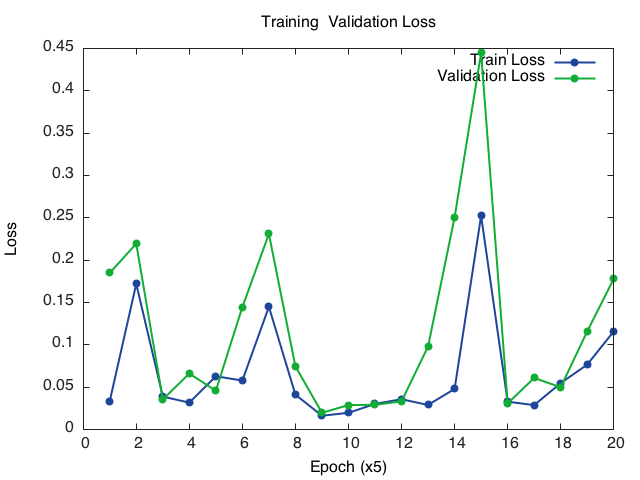 Training  Validation Loss
Train Loss
Validation Loss
0.45
0.4
0.35
0.3
0.25
0.2
0.15
0.1
0.05
0
Loss
0 2 4 6 8 10 12 14 16 18 20
Epoch (x5)